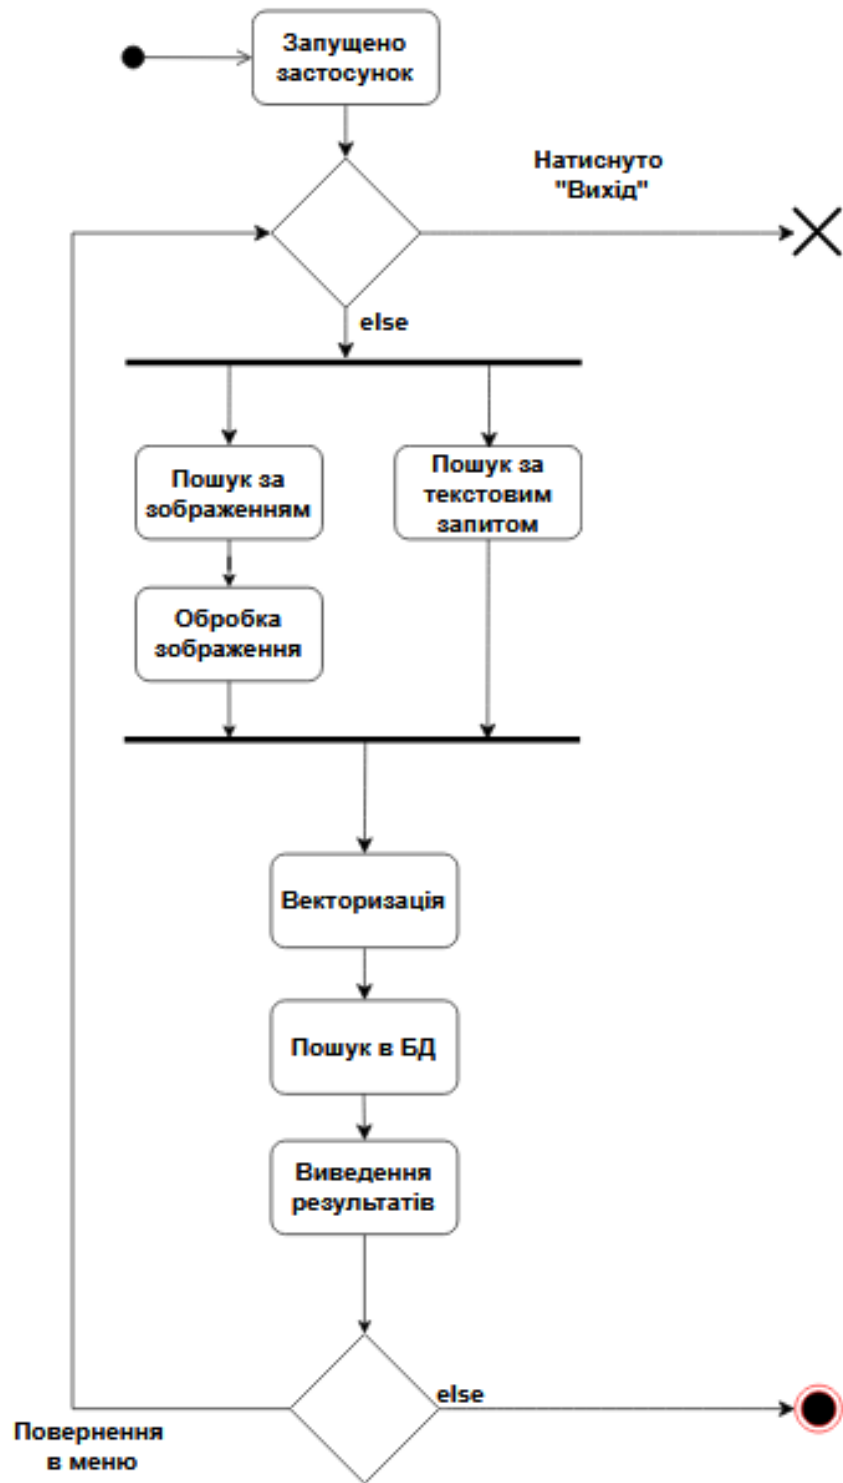 Запущено
застосунок
Натиснуто
"Вихід"
else
Пошук за
зображенням
Пошук за
текстовим
запитом
Обробка
зображення
Векторизація
Пошук в БД
Виведення
результатів
else
Повернення
в меню